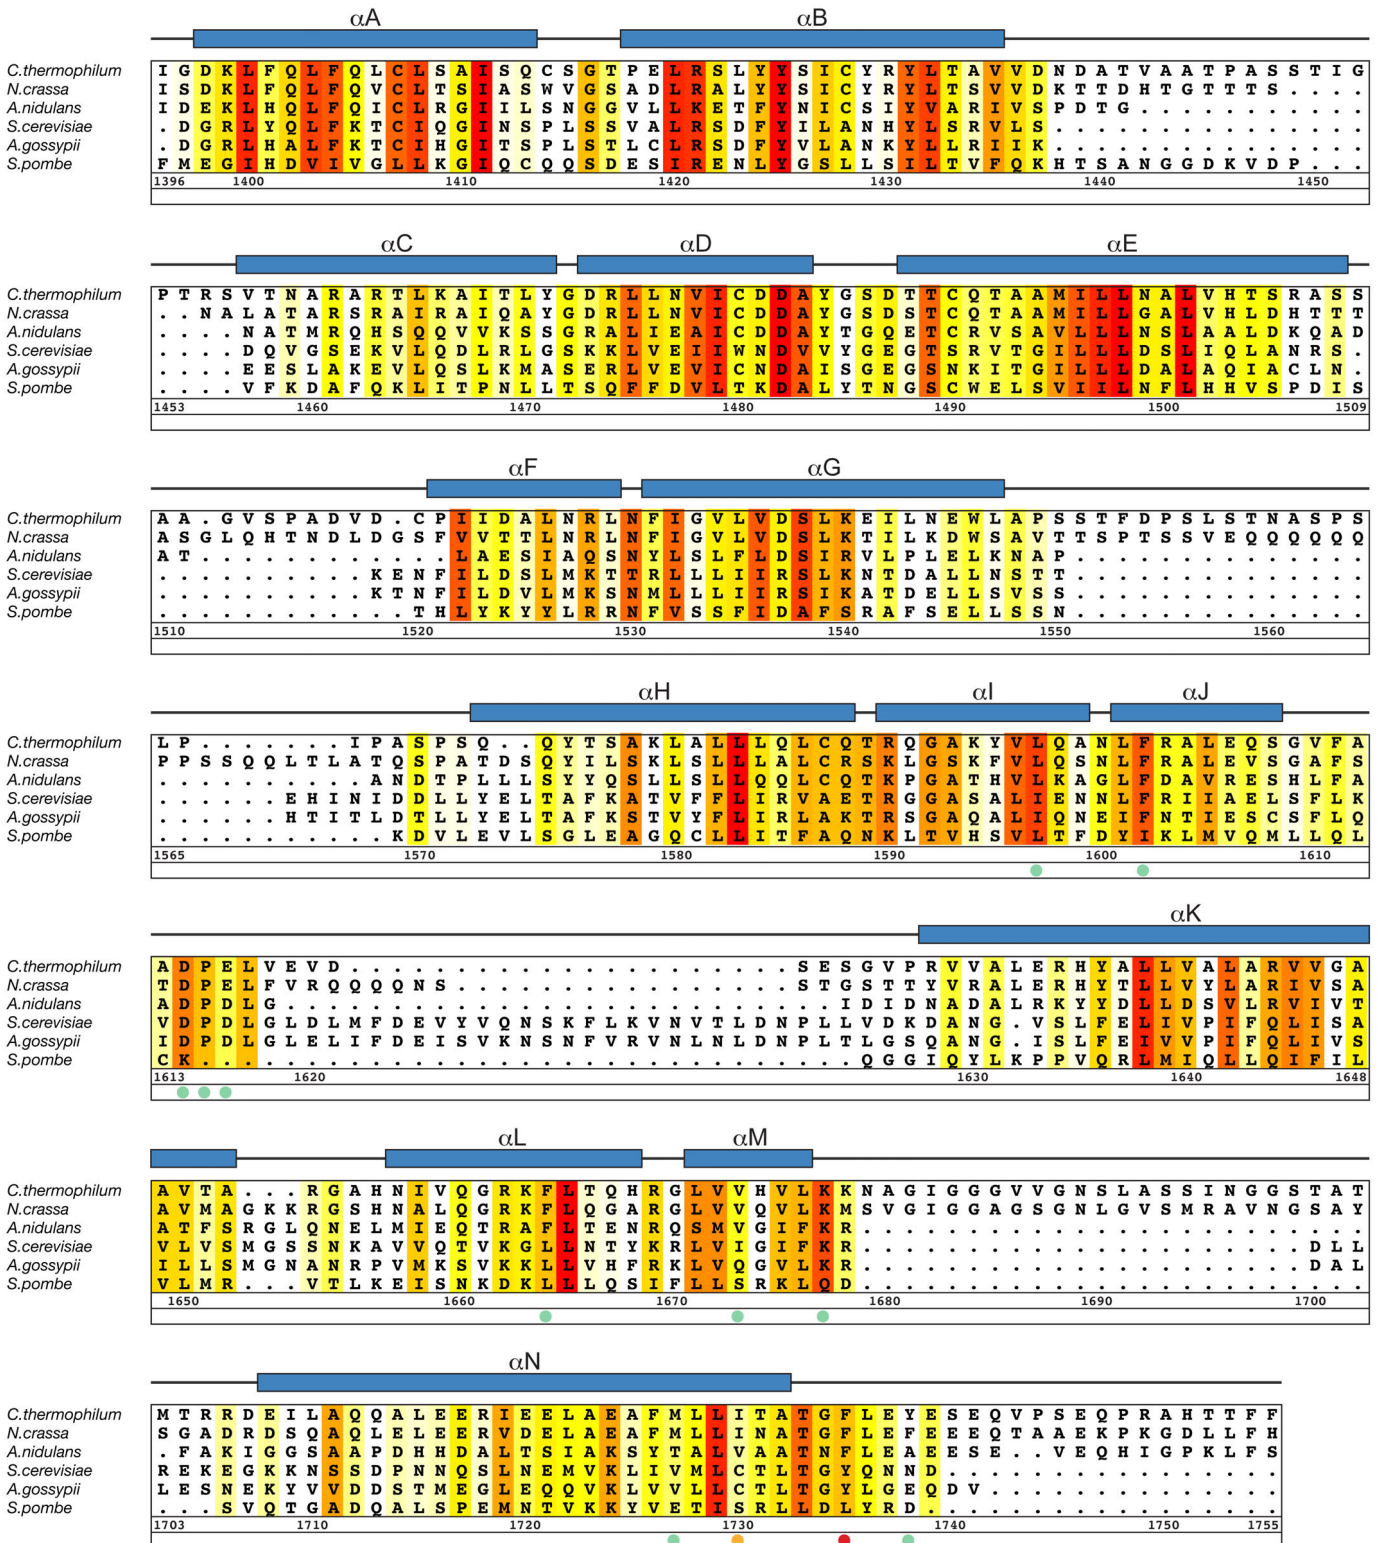 αA αB
C.thermophilum I G D K L F Q L F Q L C L S A I S Q C S G T P E L R S L Y Y S I C Y R Y L T A V V D N D A T V A A T P A S S T I G
N.crassa I S D K L F Q L F Q V C L T S I A S W V G S A D L R A L Y Y S I C Y R Y L T S V V D K T T D H T G T T T S . . . .
A.nidulans I D E K L H Q L F Q I C L R G I I L S N G G V L L K E T F Y N I C S I Y V A R I V S P D T G . . . . . . . . . . .
S.cerevisiae . D G R L Y Q L F K T C I Q G I N S P L S S V A L R S D F Y I L A N H Y L S R V L S . . . . . . . . . . . . . . .
A.gossypii . D G R L H A L F K T C I H G I T S P L S S T L C L R S D F Y V L A N K Y L L R I I K . . . . . . . . . . . . . . .
S.pombe F M E G I H D V I V G L L K G I Q C Q Q S D E S I R E N L Y G S L L S I L T V F Q K H T S A N G G D K V D P . . .
1396 1400 1410 1420 1430 1440 1450
αC αD αE
C.thermophilum P T R S V T N A R A R T L K A I T L Y G D R L L N V I C D D A Y G S D T T C Q T A A M I L L N A L V H T S R A S S
N.crassa . . N A L A T A R S R A I R A I Q A Y G D R L L N V I C D D A Y G S D S T C Q T A A M I L L G A L V H L D H T T T
A.nidulans . . . . N A T M R Q H S Q Q V V K S S G R A L I E A I C D D A Y T G Q E T C R V S A V L L L N S L A A L D K Q A D
S.cerevisiae . . . . D Q V G S E K V L Q D L R L G S K K L V E I I W N D V V Y G E G T S R V T G I L L L D S L I Q L A N R S .
A.gossypii . . . . E E S L A K E V L Q S L K M A S E R L V E V I C N D A I S G E G S N K I T G I L L L D A L A Q I A C L N .
S.pombe . . . . V F K D A F Q K L I T P N L L T S Q F F D V L T K D A L Y T N G S C W E L S V I I L N F L H H V S P D I S
1453 1460 1470 1480 1490 1500 1509
αF αG
C.thermophilum A A . G V S P A D V D . C P I I D A L N R L N F I G V L V D S L K E I L N E W L A P S S T F D P S L S T N A S P S
N.crassa A S G L Q H T N D L D G S F V V T T L N R L N F I G V L V D S L K T I L K D W S A V T T S P T S S V E Q Q Q Q Q Q
A.nidulans A T . . . . . . . . . . . . L A E S I A Q S N Y L S L F L D S I R V L P L E L K N A P . . . . . . . . . . . . . .
S.cerevisiae . . . . . . . . . . K E N F I L D S L M K T T R L L L I I R S L K N T D A L L N S T T . . . . . . . . . . . . . .
A.gossypii . . . . . . . . . . K T N F I L D V L M K S N M L L L I I R S I K A T D E L L S V S S . . . . . . . . . . . . . .
S.pombe . . . . . . . . . . . . T H L Y K Y Y L R R N F V S S F I D A F S R A F S E L L S S N . . . . . . . . . . . . . .
1510 1520 1530 1540 1550 1560
αH αI αJ
C.thermophilum L P . . . . . . . I P A S P S Q . . Q Y T S A K L A L L L Q L C Q T R Q G A K Y V L Q A N L F R A L E Q S G V F A
N.crassa P P S S Q Q L T L A T Q S P A T D S Q Y I L S K L S L L L A L C R S K L G S K F V L Q S N L F R A L E V S G A F S
A.nidulans . . . . . . . . . . A N D T P L L L S Y Y Q S L L S L L Q Q L C Q T K P G A T H V L K A G L F D A V R E S H L F A
S.cerevisiae . . . . . . E H I N I D D L L Y E L T A F K A T V F F L I R V A E T R G G A S A L I E N N L F R I I A E L S F L K
A.gossypii . . . . . . H T I T L D T L L Y E L T A F K S T V Y F L I R L A K T R S G A Q A L I Q N E I F N T I E S C S F L Q
S.pombe . . . . . . . . . . . K D V L E V L S G L E A G Q C L L I T F A Q N K L T V H S V L T F D Y I K L M V Q M L L Q L
1565 1570 1580 1590 1600 1610
αK
C.thermophilum A D P E L V E V D . . . . . . . . . . . . . . . . . . . . . S E S G V P R V V A L E R H Y A L L V A L A R V V G A
N.crassa T D P E L F V R Q Q Q Q N S . . . . . . . . . . . . . . . . S T G S T T Y V R A L E R H Y T L L V Y L A R I V S A
A.nidulans A D P D L G . . . . . . . . . . . . . . . . . . . . . . . . . . I D I D N A D A L R K Y Y D L L D S V L R V I V T
S.cerevisiae V D P D L G L D L M F D E V Y V Q N S K F L K V N V T L D N P L L V D K D A N G . V S L F E L I V P I F Q L I S A
A.gossypii I D P D L G L E L I F D E I S V K N S N F V R V N L N L D N P L T L G S Q A N G . I S L F E I V V P I F Q L I V S
S.pombe C K . . . . . . . . . . . . . . . . . . . . . . . . . . . . . . . Q G G I Q Y L K P P V Q R L M I Q L L Q I F I L
1613 1620 1630 1640 1648
αL αM
C.thermophilum A V T A . . . R G A H N I V Q G R K F L T Q H R G L V V H V L K K N A G I G G G V V G N S L A S S I N G G S T A T
N.crassa A V M A G K K R G S H N A L Q G R K F L Q G A R G L V V Q V L K M S V G I G G A G S G N L G V S M R A V N G S A Y
A.nidulans A T F S R G L Q N E L M I E Q T R A F L T E N R Q S M V G I F K R . . . . . . . . . . . . . . . . . . . . . . . .
S.cerevisiae V L V S M G S S N K A V V Q T V K G L L N T Y K R L V I G I F K R . . . . . . . . . . . . . . . . . . . . . D L L
A.gossypii I L L S M G N A N R P V M K S V K K L L V H F R K L V Q G V L K R . . . . . . . . . . . . . . . . . . . . . D A L
S.pombe V L M R . . . V T L K E I S N K D K L L L Q S I F L L S R K L Q D . . . . . . . . . . . . . . . . . . . . . . . .
1650 1660 1670 1680 1690 1700
αN
C.thermophilum M T R R D E I L A Q Q A L E E R I E E L A E A F M L L I T A T G F L E Y E S E Q V P S E Q P R A H T T F F
N.crassa S G A D R D S Q A Q L E L E E R V D E L A E A F M L L I N A T G F L E F E E E Q T A A E K P K G D L L F H
A.nidulans . F A K I G G S A A P D H H D A L T S I A K S Y T A L V A A T N F L E A E E S E . . V E Q H I G P K L F S
S.cerevisiae R E K E G K K N S S D P N N Q S L N E M V K L I V M L C T L T G Y Q N N D . . . . . . . . . . . . . . . .
A.gossypii L E S N E K Y V V D D S T M E G L E Q Q V K L V V L L C T L T G Y L G E Q D V . . . . . . . . . . . . . .
S.pombe . . . S V Q T G A D Q A L S P E M N T V K K Y V E T I S R L L D L Y R D . . . . . . . . . . . . . . . . .
1703 1710 1720 1730 1740 1750 1755